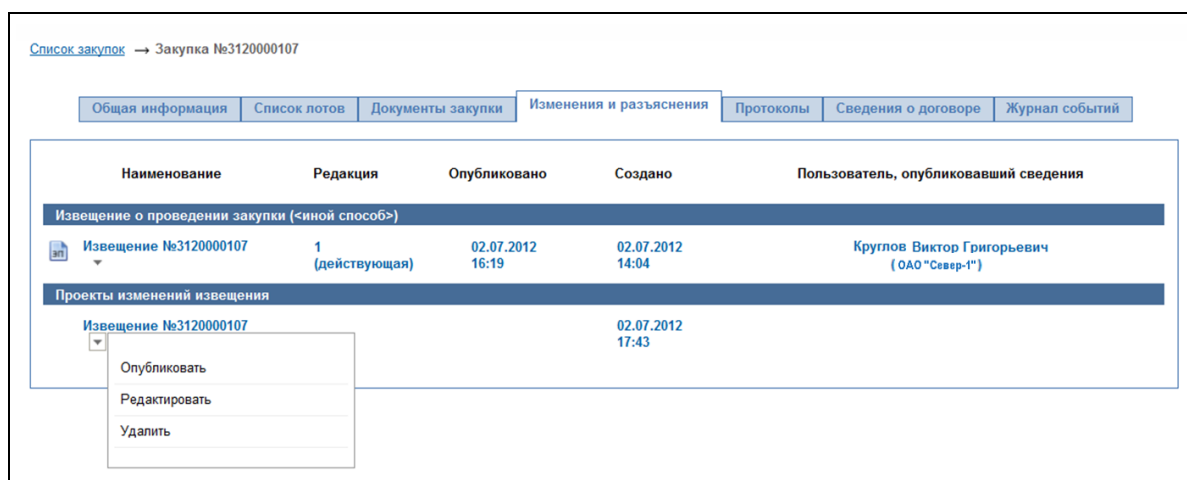 Список закупок → Закупка №3120000107
Общая информация Список лотов Документы закупки Изменения и разъяснения Протоколы Сведения о договоре Журнал событий
Наименование Редакция Опубликовано Создано Пользователь, опубликовавший сведения
Извещение о проведении закупки (<иной способ>)
ЭП Извещение №3120000107 1 02.07.2012 02.07.2012 Круглов Виктор Григорьевич
(действующая) 16:19 14:04 ( ОАО "Север-1" )
Проекты изменений извещения
Извещение №3120000107 02.07.2012
17:43
Опубликовать
Редактировать
Удалить